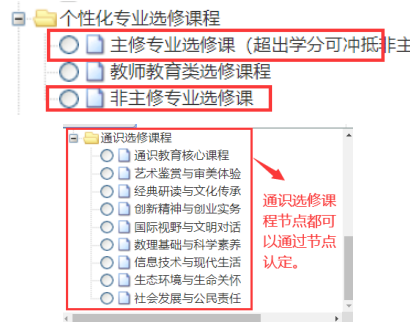 个性化专业选修课程
主修专业选修课（超出学分可冲抵非主
教师教育类选修课程
非主修专业选修课
通识选修课程
通识教育核心课程
艺术鉴赏与审美体验
经典研读与文化传承
创新精神与创业实务
国际视野与文明对话
数理基础与科学素养
信息技术与现代生活
生态环境与生命关怀
社会发展与公民责任
通识选修课
程节点都可
以通过节点
认定。